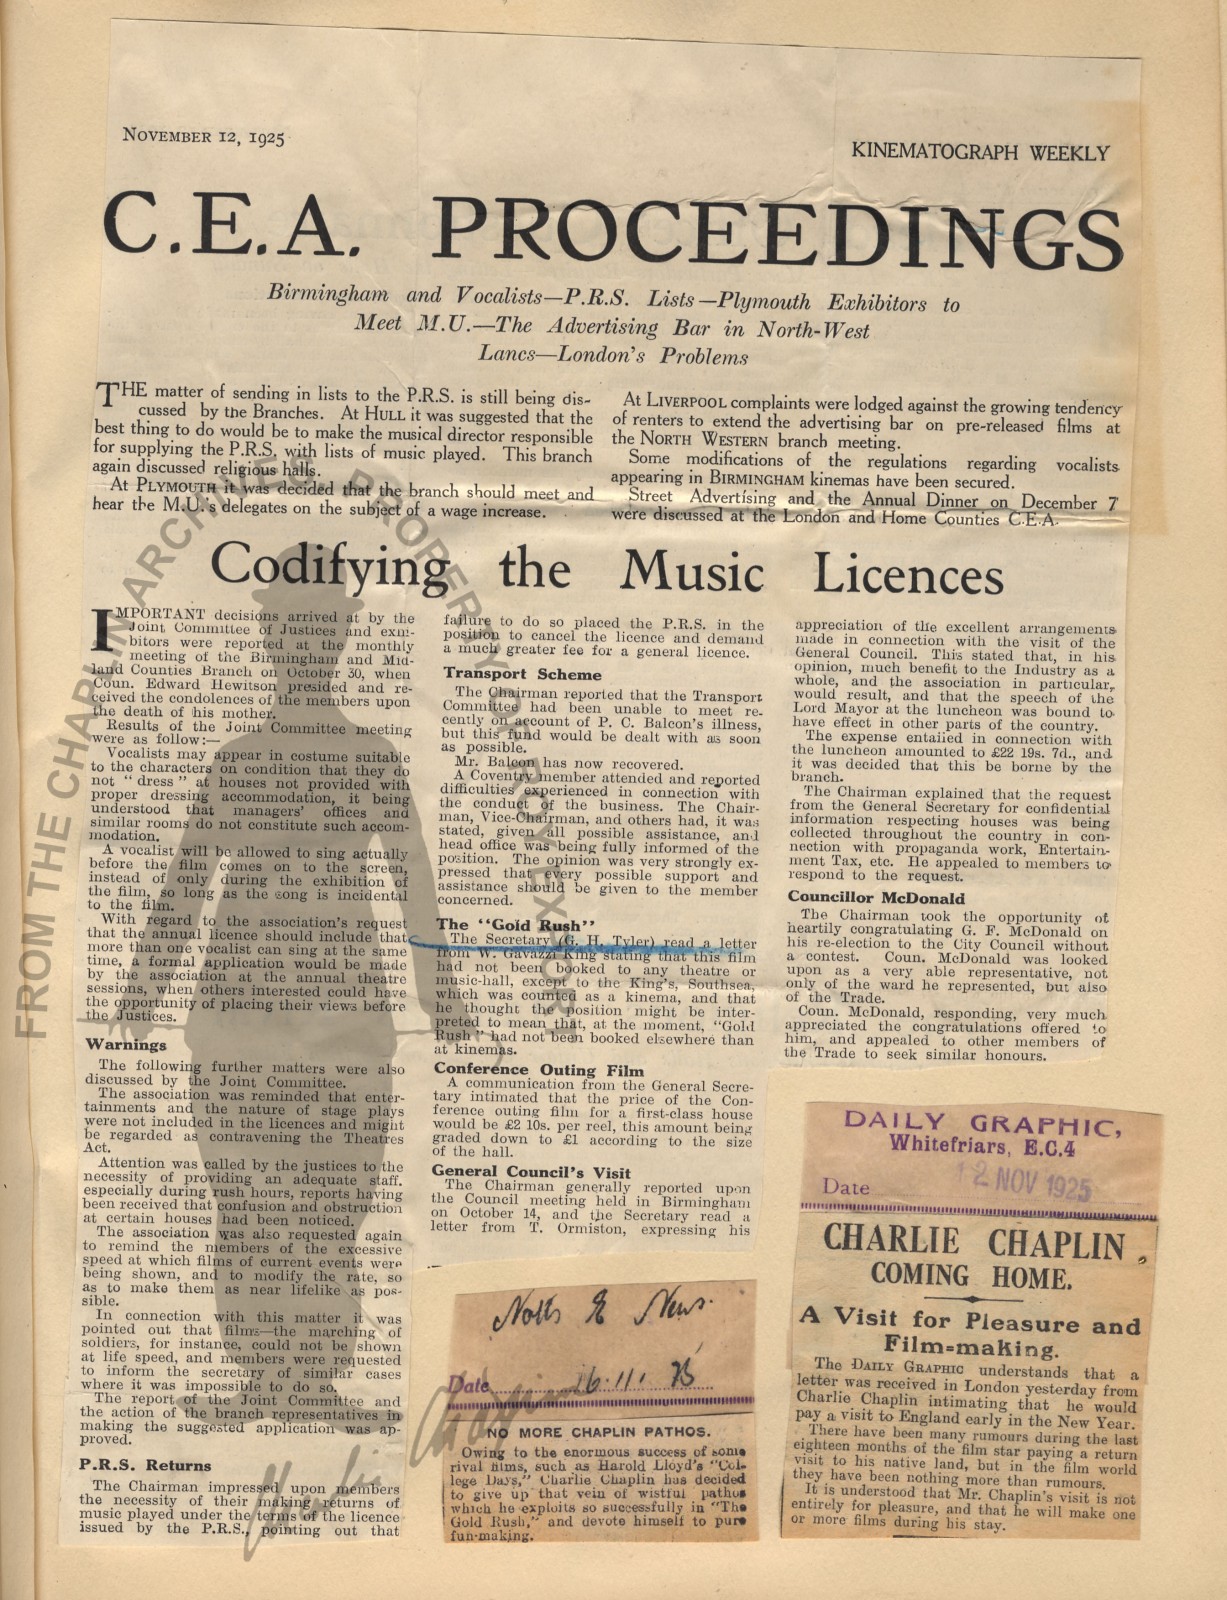 NOVEMBER 12, 1925
KINEMATOGRAPH WEEKLY
C.E.A. PROCEEDINGS
Birmingham and Vocalists—P.R.S. Lists—Plymouth Exhibitors to
Meet M.U.—The Advertising Bar in North-West
Lancs—London's Problems
THE matter of sending in lists to the P.R.S. is still being dis-
cussed by the Branches. At HULL it was suggested that the
best thing to do would be to make the musical director responsible
for supplying the P.R.S. with lists of music played. This branch
again discussed religious halls.
At PLYMOUTH it was decided that the branch should meet and
hear the M.U.'s delegates on the subject of a wage increase.
At LIVERPOOL complaints were lodged against the growing tendency
of renters to extend the advertising bar on pre-released films at
the NORTH WESTERN branch meeting.
Some modifications of the regulations regarding vocalists
appearing in BIRMINGHAM kinemas have been secured.
Street Advertising and the Annual Dinner on December 7
were discussed at the London and Home Counties C.E.A.
Codifying the Music Licences
IMPORTANT decisions arrived at by the
Joint Committee of Justices and exhi-
bitors were reported at the monthly
meeting of the Birmingham and Mid-
land Counties Branch on October 30, when
Coun. Edward Hewitson presided and re-
ceived the condolences of the members upon
the death of his mother.
Results of the Joint Committee meeting
were as follow:—
Vocalists may appear in costume suitable
to the characters on condition that they do
not "dress" at houses not provided with
proper dressing accommodation, it being
understood that managers' offices and
similar rooms do not constitute such accom-
modation.
A vocalist will be allowed to sing actually
before the film comes on to the screen,
instead of only during the exhibition of
the film, so long as the song is incidental
to the film.
With regard to the association's request
that the annual licence should include that
more than one vocalist can sing at the same
time, a formal application would be made
by the association at the annual theatre
sessions, when others interested could have
the opportunity of placing their views before
the Justices.
Warnings
The following further matters were also
discussed by the Joint Committee.
The association was reminded that enter-
tainments and the nature of stage plays
were not included in the licences and might
be regarded as contravening the Theatres
Act.
Attention was called by the justices to the
necessity of providing an adequate staff.
especially during rush hours, reports having
been received that confusion and obstruction
at certain houses had been noticed.
The association was also requested again
to remind the members of the excessive
speed at which films of current events were
being shown, and to modify the rate, so
as to make them as near lifelike as pos-
sible.
In connection with this matter it was
pointed out that films—the marching of
soldiers, for instance, could not be shown
at life speed, and members were requested
to inform the secretary of similar cases
where it was impossible to do so.
The report of the Joint Committee and
the action of the branch representatives in
making the suggested application was ap-
proved.
P.R.S. Returns
The Chairman impressed upon members
the necessity of their making returns of
music played under the terms of the licence
issued by the P.R.S., pointing out that
failure to do so placed the P.R.S. in the
position to cancel the licence and demand
a much greater fee for a general licence.
Transport Scheme
The Chairman reported that the Transport
Committee had been unable to meet re-
cently on account of P. C. Balcon's illness,
but this fund would be dealt with as soon
as possible.
Mr. Balcon has now recovered.
A Coventry member attended and reported
difficulties experienced in connection with
the conduct of the business. The Chair-
man, Vice-Chairman, and others had, it was
stated, given all possible assistance, and
head office was being fully informed of the
position. The opinion was very strongly ex-
pressed that every possible support and
assistance should be given to the member
concerned.
The "Gold Rush"
The Secretary (G. H. Tyler) read a letter
from W. Gavazzi King stating that this film
had not been booked to any theatre or
music-hall, except to the King's, Southsea,
which was counted as a kinema, and that
he thought the position might be inter-
preted to mean that, at the moment, "Gold
Rush" had not been booked elsewhere than
at kinemas.
Conference Outing Film
A communication from the General Secre-
tary intimated that the price of the Con-
ference outing film for a first-class house
would be £2 10s. per reel, this amount being
graded down to £1 according to the size
of the hall.
General Council's Visit
The Chairman generally reported upon
the Council meeting held in Birmingham
on October 14, and the Secretary read a
letter from T. Ormiston, expressing his
appreciation of the excellent arrangements
made in connection with the visit of the
General Council. This stated that, in his
opinion, much benefit to the Industry as a
whole, and the association in particular,
would result, and that the speech of the
Lord Mayor at the luncheon was bound to
have effect in other parts of the country.
The expense entailed in connection with
the luncheon amounted to £22 19s. 7d., and
it was decided that this be borne by the
branch.
The Chairman explained that the request
from the General Secretary for confidential
information respecting houses was being
collected throughout the country in con-
nection with propaganda work, Entertain-
ment Tax, etc. He appealed to members to
respond to the request.
Councillor McDonald
The Chairman took the opportunity of
heartily congratulating G. F. McDonald on
his re-election to the City Council without
a contest. Coun. McDonald was looked
upon as a very able representative, not
only of the ward he represented, but also
of the Trade.
Coun. McDonald, responding, very much
appreciated the congratulations offered to
him, and appealed to other members of
the Trade to seek similar honours.
Notts E News.
Date 16.11.25
NO MORE CHAPLIN PATHOS.
Owing to the enormous success of some
rival films, such as Harold Lloyd's "Col-
lege Days," Charlie Chaplin has decided
to give up that vein of wistful pathos
which he exploits so successfully in "The
Gold Rush," and devote himself to pure
fun-making.
DAILY GRAPHIC,
Whitefriars, E.C.4
Date 12 NOV 1925
CHARLIE CHAPLIN
COMING HOME.
A Visit for Pleasure and
Film-making.
The DAILY GRAPHIC understands that a
letter was received in London yesterday from
Charlie Chaplin intimating that he would
pay a visit to England early in the New Year.
There have been many rumours during the last
eighteen months of the film star paying a return
visit to his native land, but in the film world
they have been nothing more than rumours.
It is understood that Mr. Chaplin's visit is not
entirely for pleasure, and that he will make one
or more films during his stay.
FROM THE CHAPLIN ARCHIVES PROPERTY OF ROY EXPORT
Charlie Chaplin